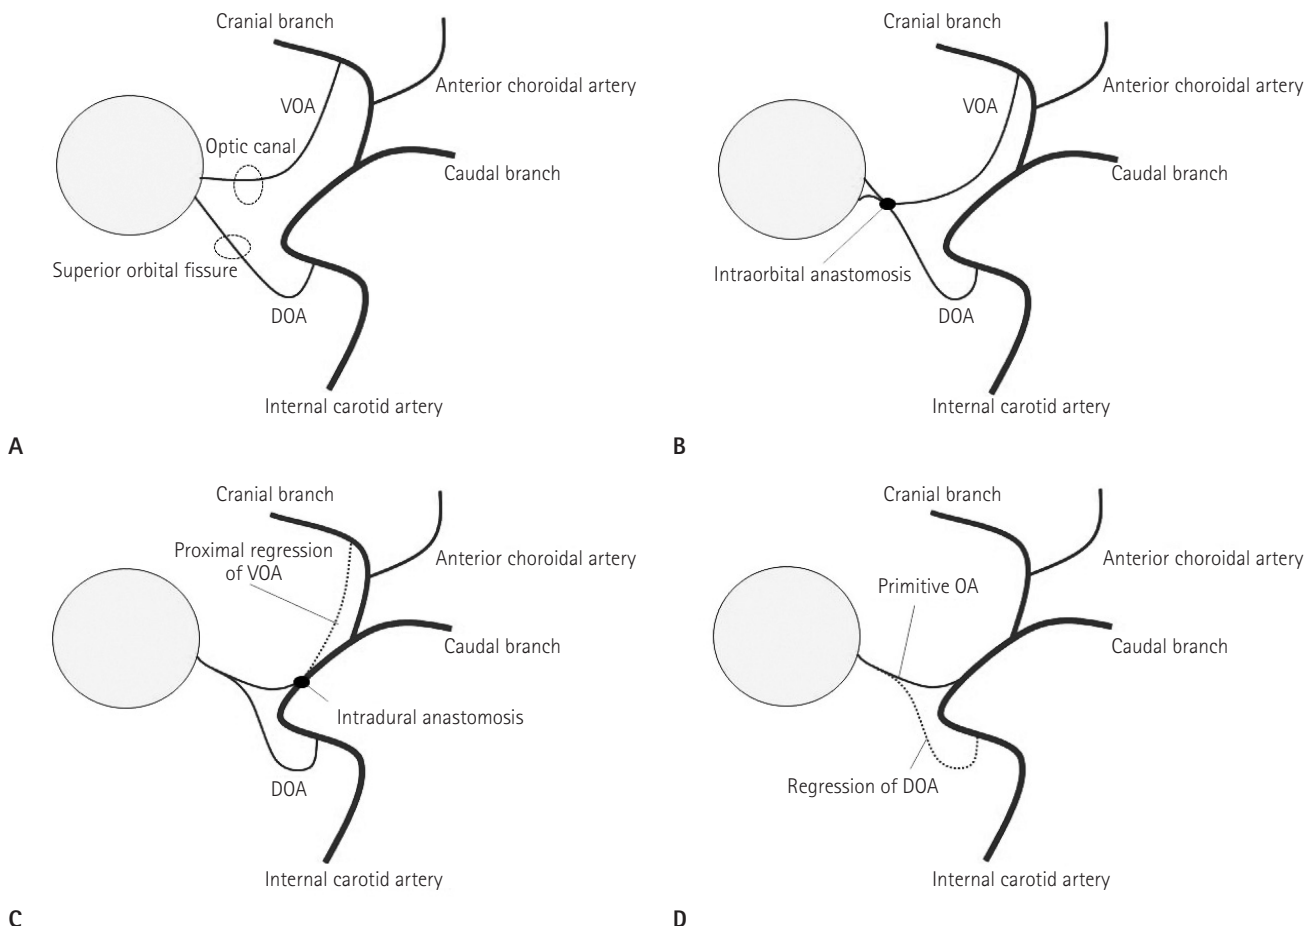 Cranial branch
Anterior choroidal artery
VOA
Optic canal
Caudal branch
Superior orbital fissure
DOA
Internal carotid artery
A
Cranial branch
Anterior choroidal artery
VOA
Caudal branch
Intraorbital anastomosis
DOA
Internal carotid artery
B
Cranial branch
Proximal regression
of VOA
Anterior choroidal artery
Caudal branch
Intradural anastomosis
DOA
Internal carotid artery
C
Cranial branch
Anterior choroidal artery
Primitive OA
Caudal branch
Regression of DOA
Internal carotid artery
D